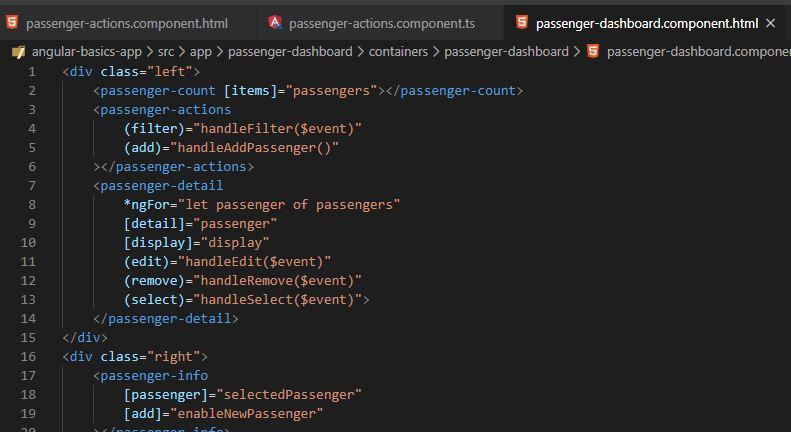 passenger-actions.component.html passenger-actions.component.ts passenger-dashboard.component.html ×
angular-basics-app > src > app > passenger-dashboard > containers > passenger-dashboard > passenger-dashboard.componen
1 <div class="left">
2 <passenger-count [items]="passengers"></passenger-count>
3 <passenger-actions
4 (filter)="handleFilter($event)"
5 (add)="handleAddPassenger()"
6 ></passenger-actions>
7 <passenger-detail
8 *ngFor="let passenger of passengers"
9 [detail]="passenger"
10 [display]="display"
11 (edit)="handleEdit($event)"
12 (remove)="handleRemove($event)"
13 (select)="handleSelect($event)">
14 </passenger-detail>
15 </div>
16 <div class="right">
17 <passenger-info
18 [passenger]="selectedPassenger"
19 [add]="enableNewPassenger"
20 ></passenger-info>